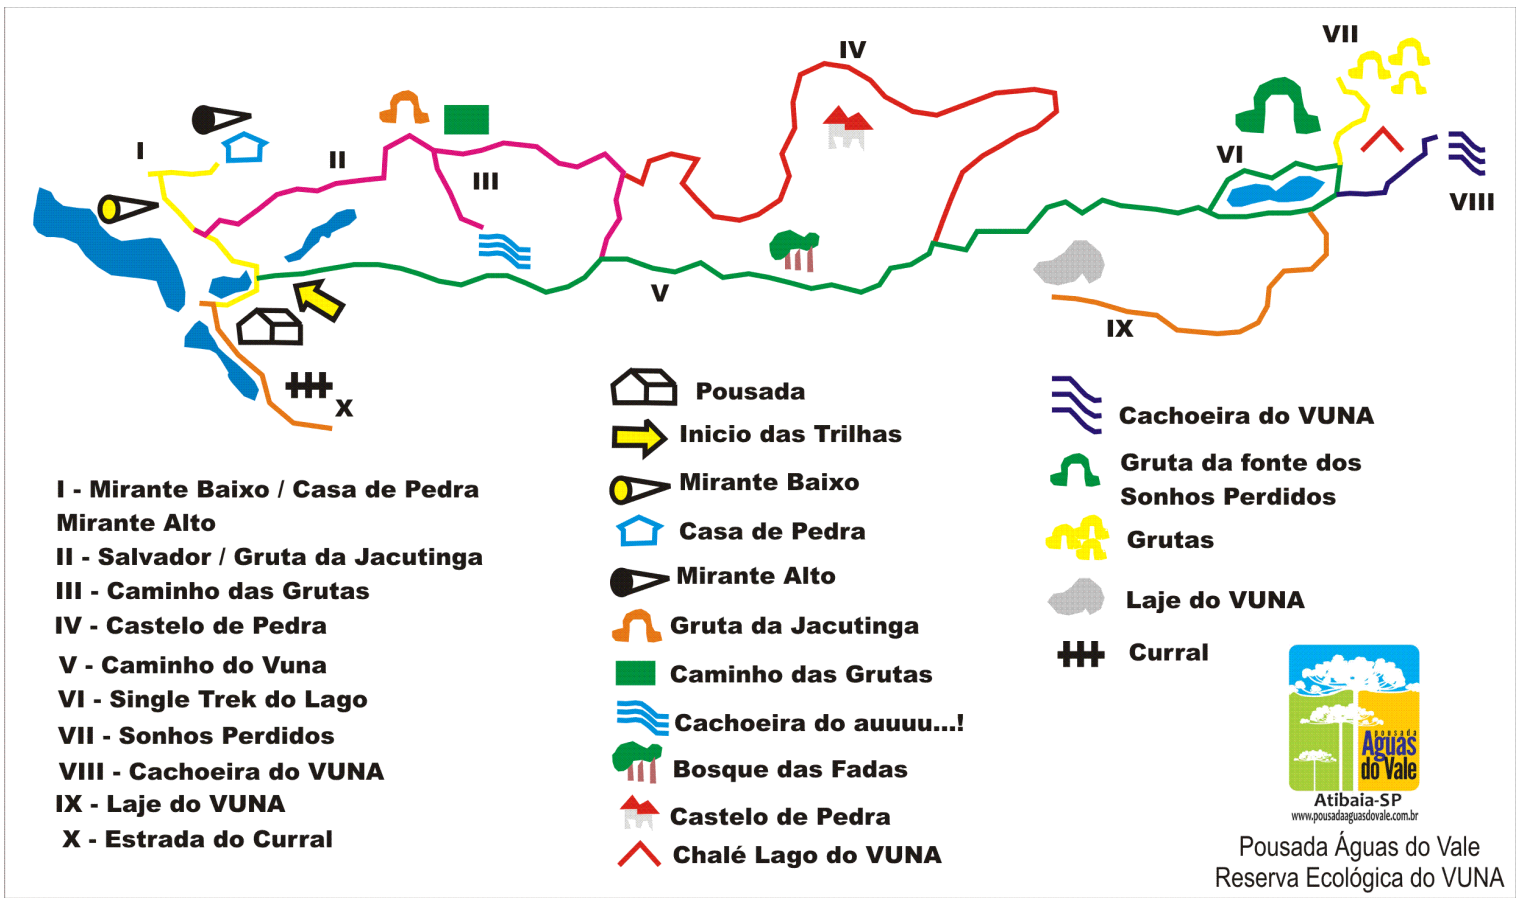 I
II
III
IV
V
VI
VII
VIII
IX
X
I - Mirante Baixo / Casa de Pedra
Mirante Alto
II - Salvador / Gruta da Jacutinga
III - Caminho das Grutas
IV - Castelo de Pedra
V - Caminho do Vuna
VI - Single Trek do Lago
VII - Sonhos Perdidos
VIII - Cachoeira do VUNA
IX - Laje do VUNA
X - Estrada do Curral
Pousada
Inicio das Trilhas
Mirante Baixo
Casa de Pedra
Mirante Alto
Gruta da Jacutinga
Caminho das Grutas
Cachoeira do auuuu...!
Bosque das Fadas
Castelo de Pedra
Chalé Lago do VUNA
Cachoeira do VUNA
Gruta da fonte dos
Sonhos Perdidos
Grutas
Laje do VUNA
Curral
pousada
Aguas
do Vale
Atibaia-SP
www.pousadaaguasdovale.com.br
Pousada Águas do Vale
Reserva Ecológica do VUNA